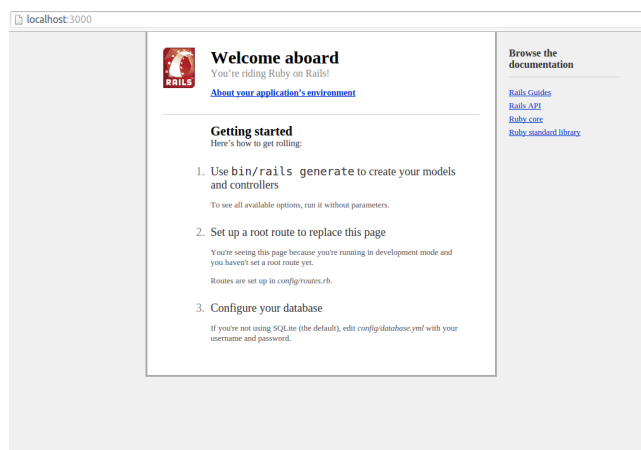 localhost:3000
RAILS
Welcome aboard
You're riding Ruby on Rails!
About your application's environment
Getting started
Here's how to get rolling:
1. Use bin/rails generate to create your models
and controllers
To see all available options, run it without parameters.
2. Set up a root route to replace this page
You're seeing this page because you're running in development mode and
you haven't set a root route yet.
Routes are set up in config/routes.rb.
3. Configure your database
If you're not using SQLite (the default), edit config/database.yml with your
username and password.
Browse the
documentation
Rails Guides
Rails API
Ruby core
Ruby standard library